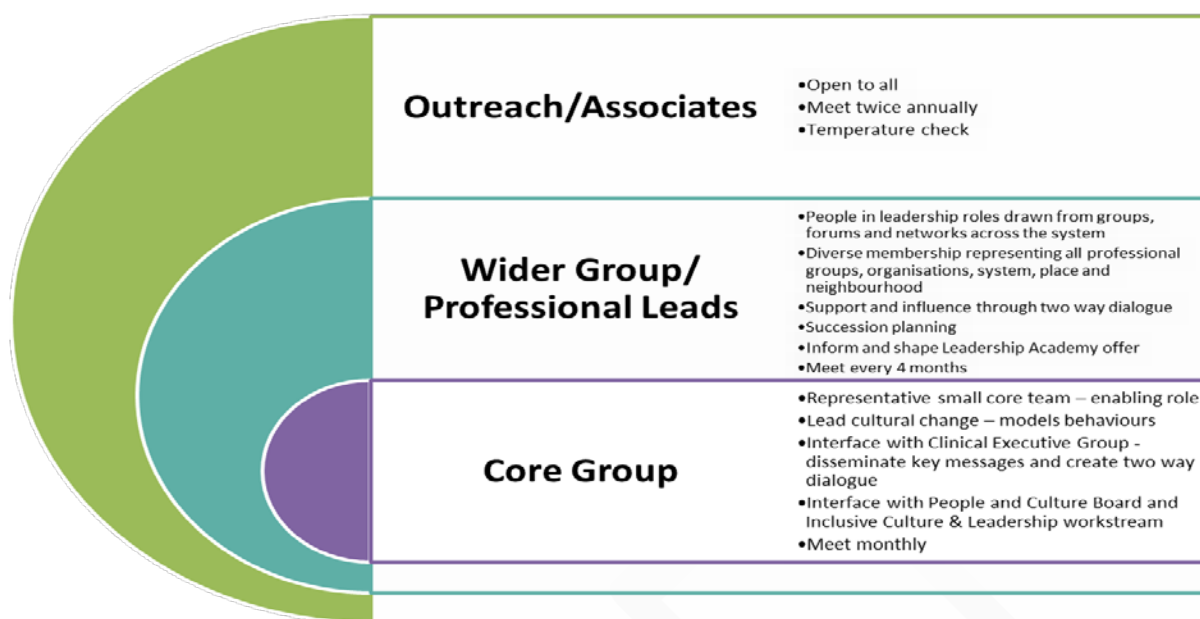 Outreach/Associates
•Open to all
•Meet twice annually
•Temperature check
Wider Group/
Professional Leads
•People in leadership roles drawn from groups,
forums and networks across the system
•Diverse membership representing all professional
groups, organisations, system, place and
neighbourhood
•Support and influence through two way dialogue
•Succession planning
•Inform and shape Leadership Academy offer
•Meet every 4 months
Core Group
•Representative small core team – enabling role
•Lead cultural change – models behaviours
•Interface with Clinical Executive Group -
disseminate key messages and create two way
dialogue
•Interface with People and Culture Board and
Inclusive Culture & Leadership workstream
•Meet monthly